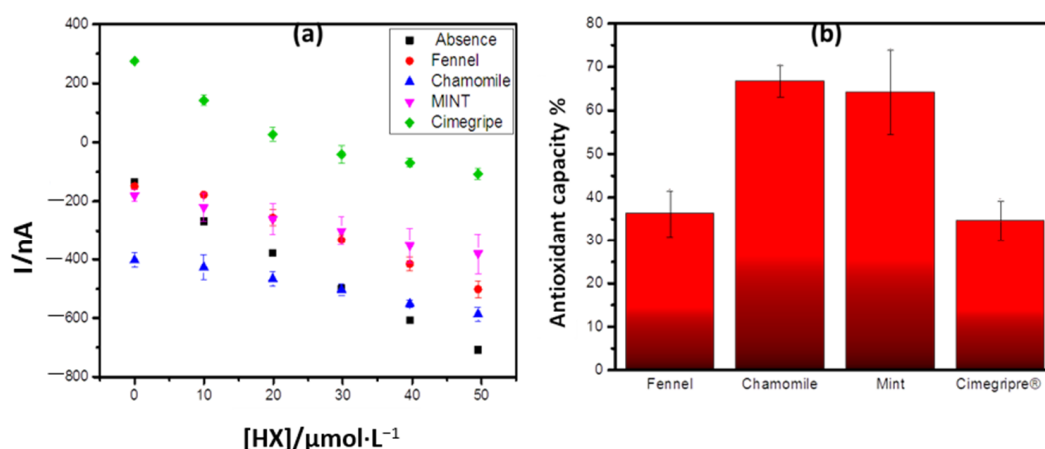 (a)
Absence
Fennel
Chamomile
MINT
Cimegripe
400
200
0
−200
−400
−600
−800
I/nA
0 10 20 30 40 50
[HX]/μmol·L⁻¹
(b)
80
70
60
50
40
30
20
10
0
Antioxidant capacity %
Fennel Chamomile Mint Cimegripre®